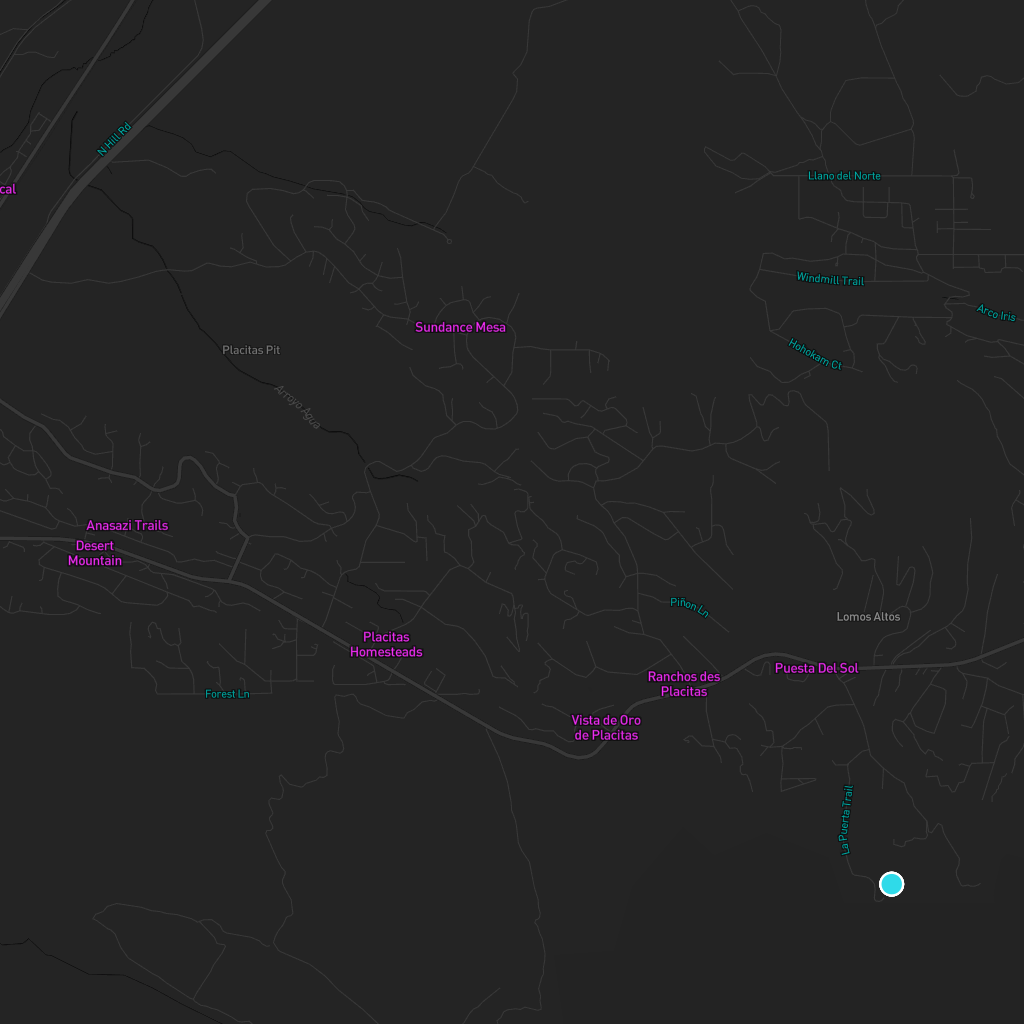 N Hill Rd
cal
Llano del Norte
Windmill Trail
Arco Iris
Sundance Mesa
Hohokam Ct
Placitas Pit
Arroyo Agua
Anasazi Trails
Desert
Mountain
Piñon Ln
Lomos Altos
Placitas
Homesteads
Puesta Del Sol
Ranchos des
Placitas
Forest Ln
Vista de Oro
de Placitas
La Puerta Trail